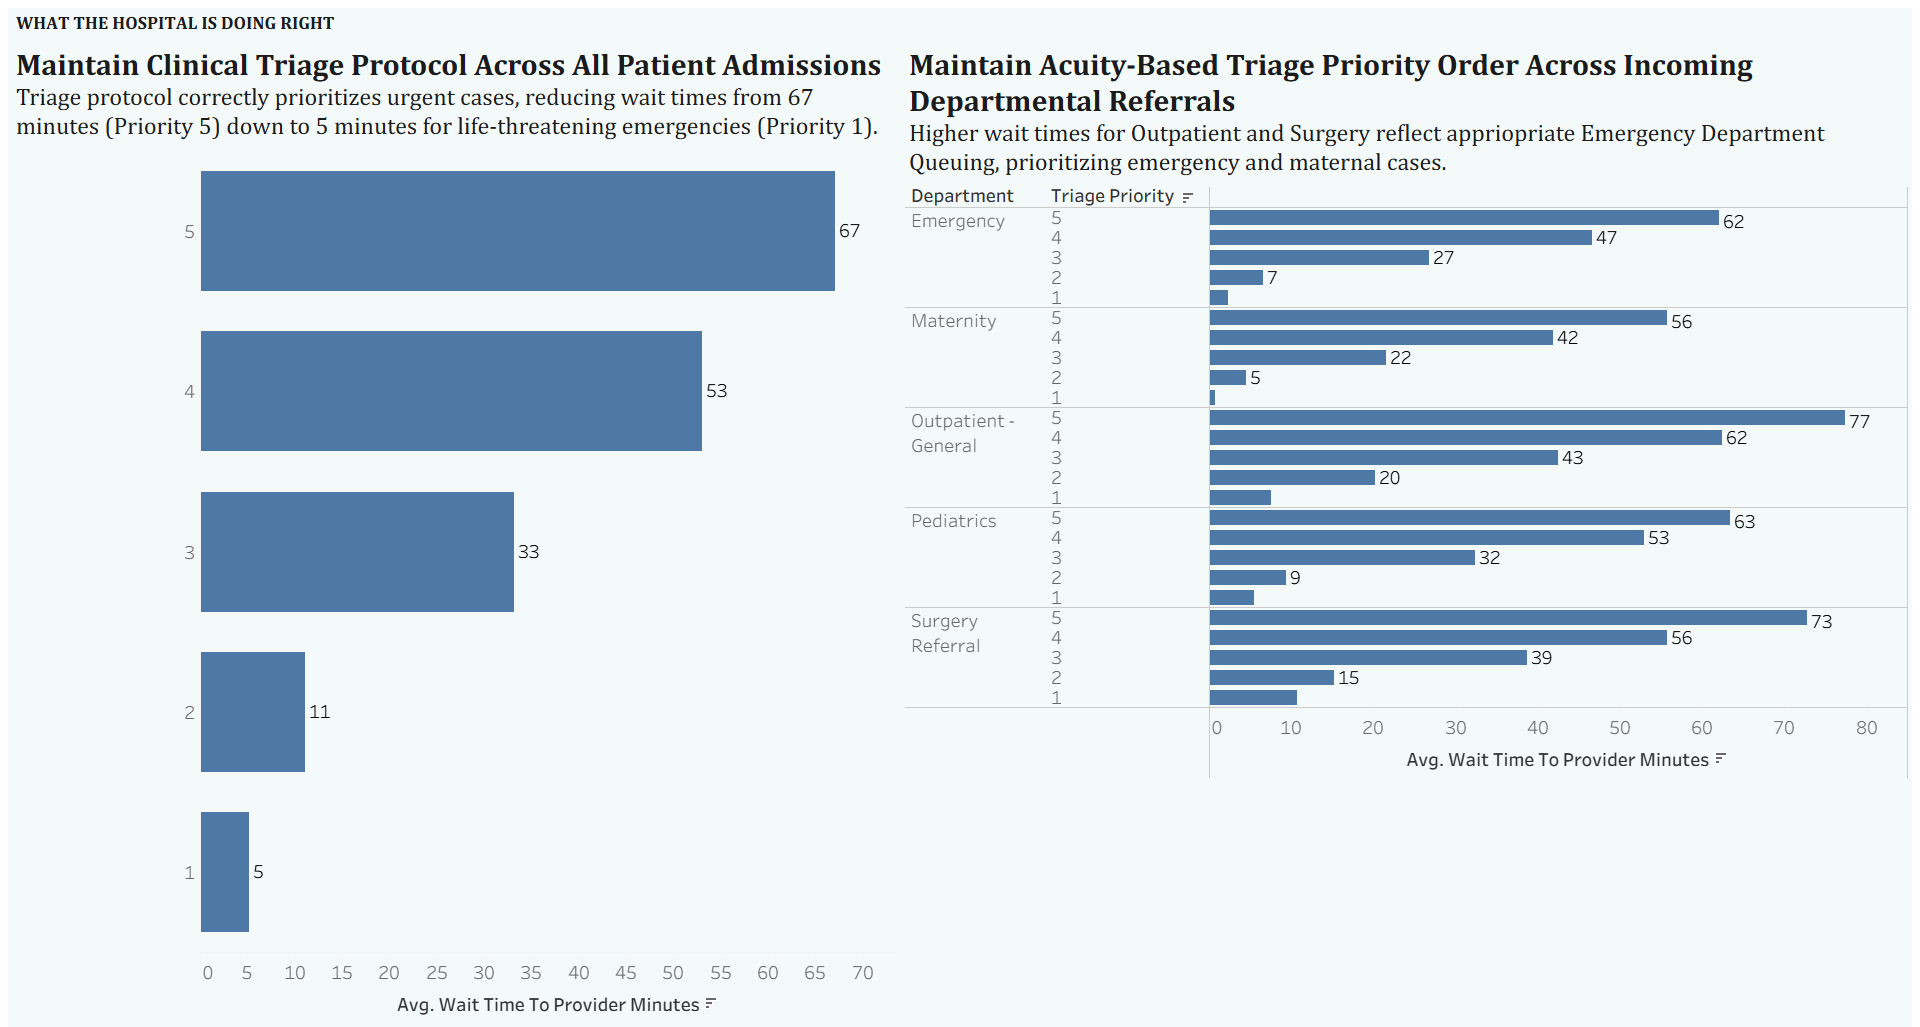 WHAT THE HOSPITAL IS DOING RIGHT
Maintain Clinical Triage Protocol Across All Patient Admissions
Triage protocol correctly prioritizes urgent cases, reducing wait times from 67
minutes (Priority 5) down to 5 minutes for life-threatening emergencies (Priority 1).
5 67
4 53
3 33
2 11
1 5
0 5 10 15 20 25 30 35 40 45 50 55 60 65 70
Avg. Wait Time To Provider Minutes
Maintain Acuity-Based Triage Priority Order Across Incoming
Departmental Referrals
Higher wait times for Outpatient and Surgery reflect appriopriate Emergency Department
Queuing, prioritizing emergency and maternal cases.
Department Triage Priority
Emergency 5 62
4 47
3 27
2 7
1
Maternity 5 56
4 42
3 22
2 5
1
Outpatient - 5 77
General 4 62
3 43
2 20
1
Pediatrics 5 63
4 53
3 32
2 9
1
Surgery 5 73
Referral 4 56
3 39
2 15
1
0 10 20 30 40 50 60 70 80
Avg. Wait Time To Provider Minutes